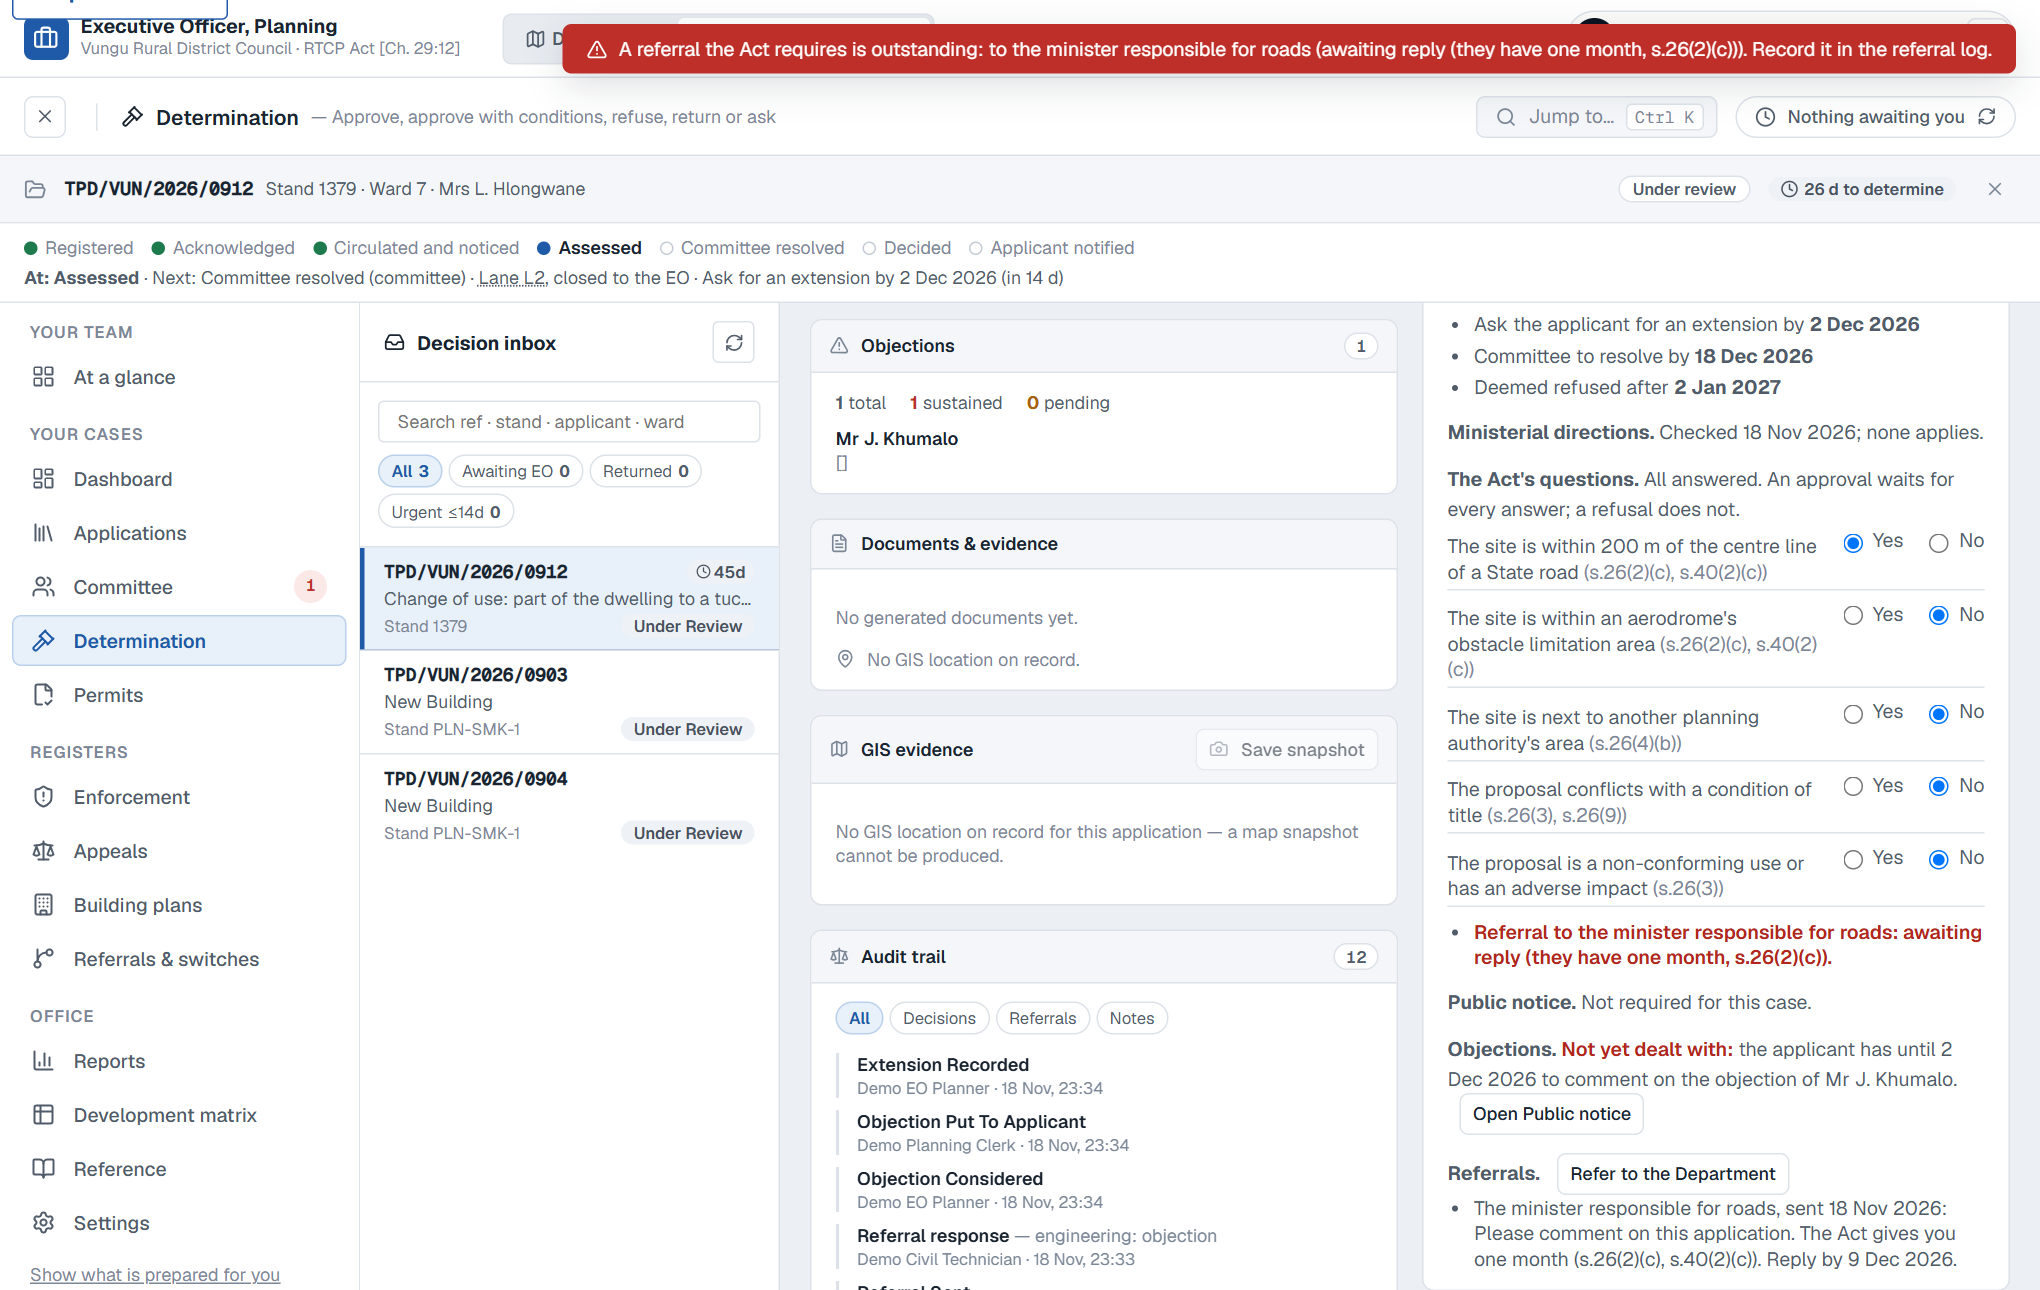 Executive Officer, Planning
Vungu Rural District Council · RTCP Act [Ch. 29:12]
A referral the Act requires is outstanding: to the minister responsible for roads (awaiting reply (they have one month, s.26(2)(c))). Record it in the referral log.
Determination — Approve, approve with conditions, refuse, return or ask
Jump to... Ctrl K
Nothing awaiting you
TPD/VUN/2026/0912 Stand 1379 · Ward 7 · Mrs L. Hlongwane
Under review
26 d to determine
Registered Acknowledged Circulated and noticed Assessed Committee resolved Decided Applicant notified
At: Assessed · Next: Committee resolved (committee) · Lane L2, closed to the EO · Ask for an extension by 2 Dec 2026 (in 14 d)
YOUR TEAM
At a glance
YOUR CASES
Dashboard
Applications
Committee 1
Determination
Permits
REGISTERS
Enforcement
Appeals
Building plans
Referrals & switches
OFFICE
Reports
Development matrix
Reference
Settings
Show what is prepared for you
Decision inbox
Search ref · stand · applicant · ward
All 3 Awaiting EO 0 Returned 0
Urgent ≤14d 0
TPD/VUN/2026/0912 45d
Change of use: part of the dwelling to a tuc...
Stand 1379 Under Review
TPD/VUN/2026/0903
New Building
Stand PLN-SMK-1 Under Review
TPD/VUN/2026/0904
New Building
Stand PLN-SMK-1 Under Review
Objections 1
1 total 1 sustained 0 pending
Mr J. Khumalo
[]
Documents & evidence
No generated documents yet.
No GIS location on record.
GIS evidence
Save snapshot
No GIS location on record for this application — a map snapshot
cannot be produced.
Audit trail 12
All Decisions Referrals Notes
Extension Recorded
Demo EO Planner · 18 Nov, 23:34
Objection Put To Applicant
Demo Planning Clerk · 18 Nov, 23:34
Objection Considered
Demo EO Planner · 18 Nov, 23:34
Referral response — engineering: objection
Demo Civil Technician · 18 Nov, 23:33
Referral Sent
Ask the applicant for an extension by 2 Dec 2026
Committee to resolve by 18 Dec 2026
Deemed refused after 2 Jan 2027
Ministerial directions. Checked 18 Nov 2026; none applies.
The Act's questions. All answered. An approval waits for
every answer; a refusal does not.
The site is within 200 m of the centre line Yes No
of a State road (s.26(2)(c), s.40(2)(c))
The site is within an aerodrome's Yes No
obstacle limitation area (s.26(2)(c), s.40(2)
(c))
The site is next to another planning Yes No
authority's area (s.26(4)(b))
The proposal conflicts with a condition of Yes No
title (s.26(3), s.26(9))
The proposal is a non-conforming use or Yes No
has an adverse impact (s.26(3))
Referral to the minister responsible for roads: awaiting
reply (they have one month, s.26(2)(c)).
Public notice. Not required for this case.
Objections. Not yet dealt with: the applicant has until 2
Dec 2026 to comment on the objection of Mr J. Khumalo.
Open Public notice
Referrals. Refer to the Department
The minister responsible for roads, sent 18 Nov 2026:
Please comment on this application. The Act gives you
one month (s.26(2)(c), s.40(2)(c)). Reply by 9 Dec 2026.